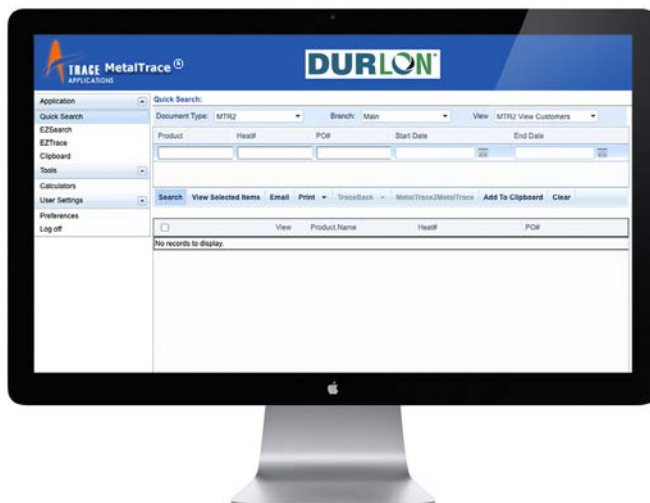 TRACE MetalTrace ®
APPLICATIONS
DURLON®
Application
Quick Search
EZSearch
EZTrace
Clipboard
Tools
Calculators
User Settings
Preferences
Log off
Quick Search:
Document Type: MTR2 Branch: Main View MTR2 View Customers
Product Heat# PO# Start Date End Date
Search View Selected Items Email Print TraceBack MetalTrace2MetalTrace Add To Clipboard Clear
View Product.Name Heat# PO#
No records to display.